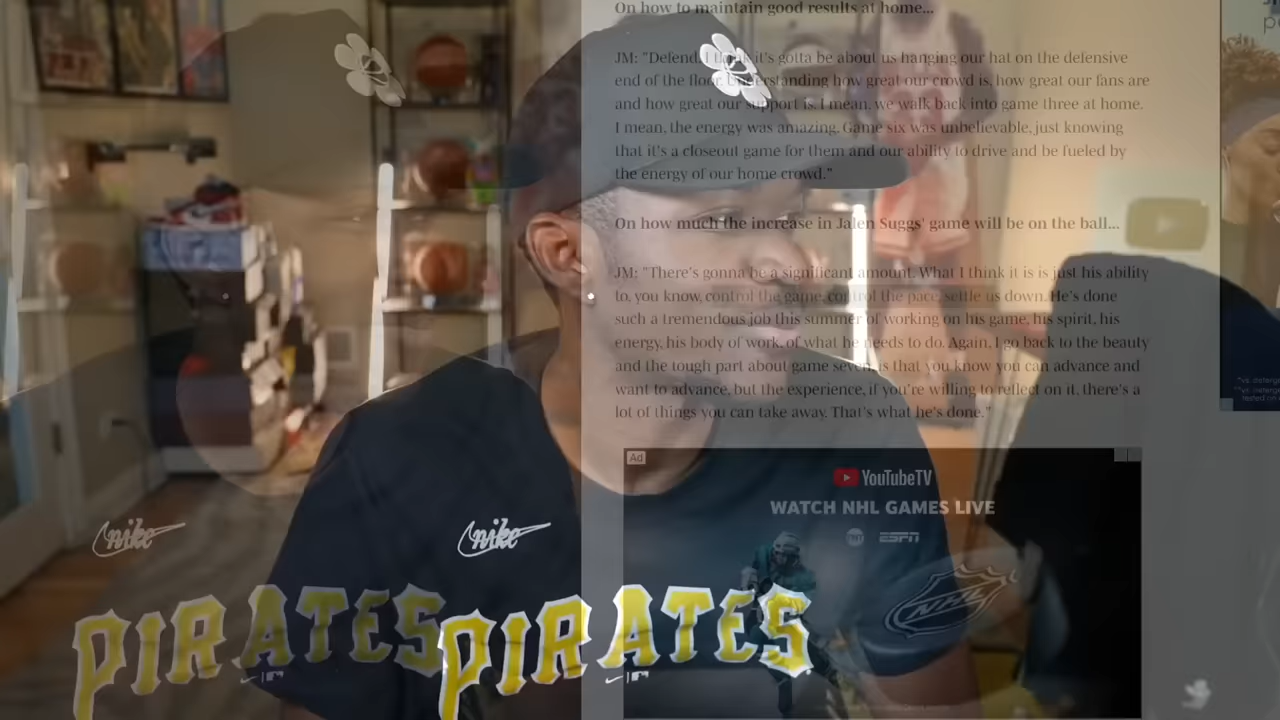 On how to maintain good results at home...
JM: "Defend. I think it's gotta be about us hanging our hat on the defensive
end of the floor. Understanding how great our crowd is, how great our fans are
and how great our support is. I mean, we walk back into game three at home.
I mean, the energy was amazing. Game six was unbelievable, just knowing
that it's a closeout game for them and our ability to drive and be fueled by
the energy of our home crowd."
On how much the increase in Jalen Suggs' game will be on the ball...
JM: "There's gonna be a significant amount. What I think it is is just his ability
to, you know, control the game, control the pace, settle us down. He's done
such a tremendous job this summer of working on his game, his spirit, his
energy, his body of work, of what he needs to do. Again, I go back to the beauty
and the tough part about game seven, is that you know you can advance and
want to advance, but the experience, if you're willing to reflect on it, there's a
lot of things you can take away. That's what he's done."
Ad
YouTubeTV
WATCH NHL GAMES LIVE
TNT ESPN
NHL
nike
nike
PIRATES
PIRATES